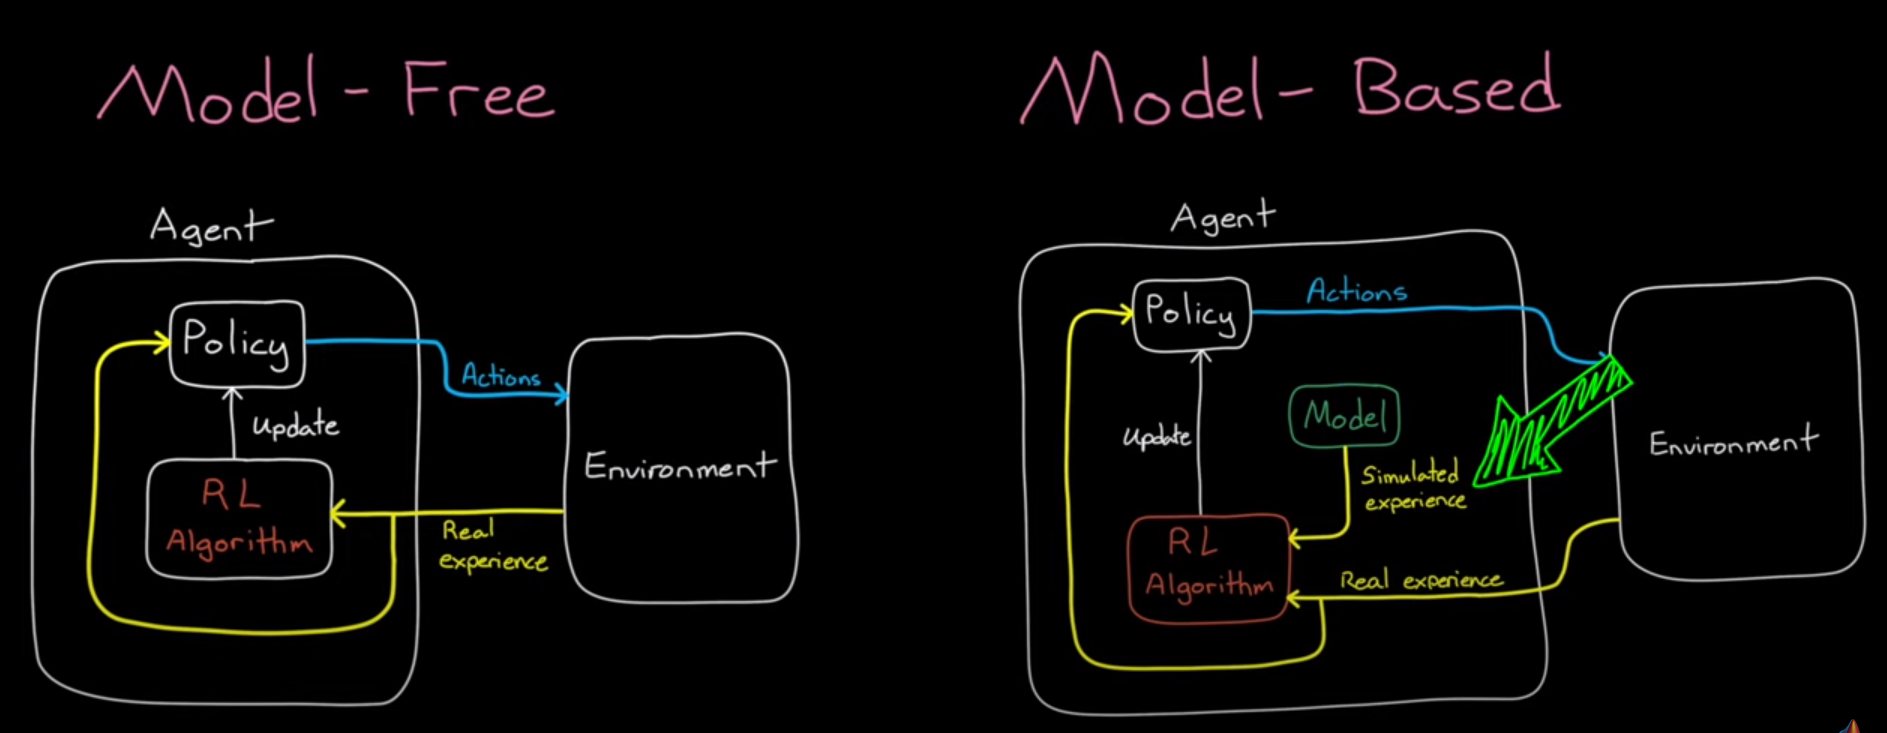 Model - Free
Agent
Policy
Actions
Update
RL
Algorithm
Real
experience
Environment
Model - Based
Agent
Policy
Actions
Model
Update
Simulated
experience
RL
Algorithm
Real experience
Environment